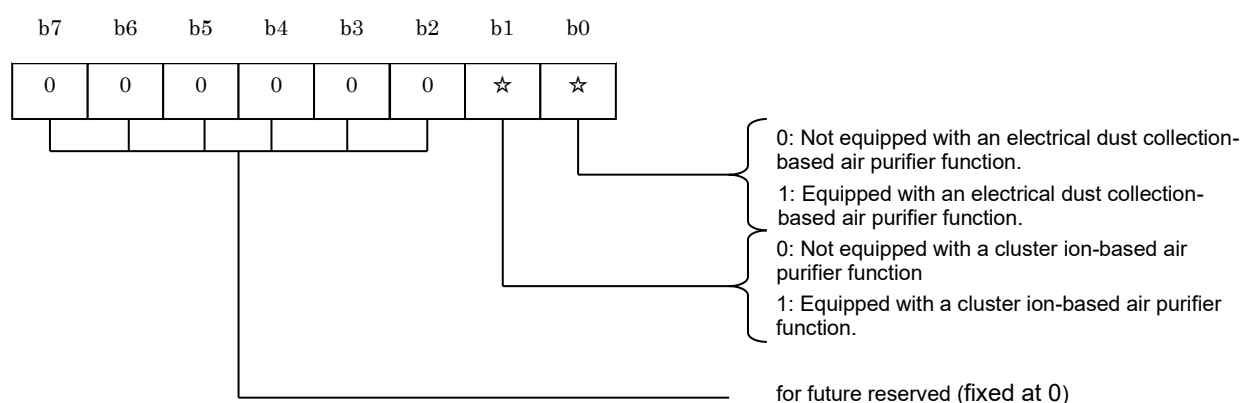 b7 b6 b5 b4 b3 b2 b1 b0
0 0 0 0 0 0 ☆ ☆
0: Not equipped with an electrical dust collection-
based air purifier function.
1: Equipped with an electrical dust collection-
based air purifier function.
0: Not equipped with a cluster ion-based air
purifier function
1: Equipped with a cluster ion-based air purifier
function.
for future reserved (fixed at 0)